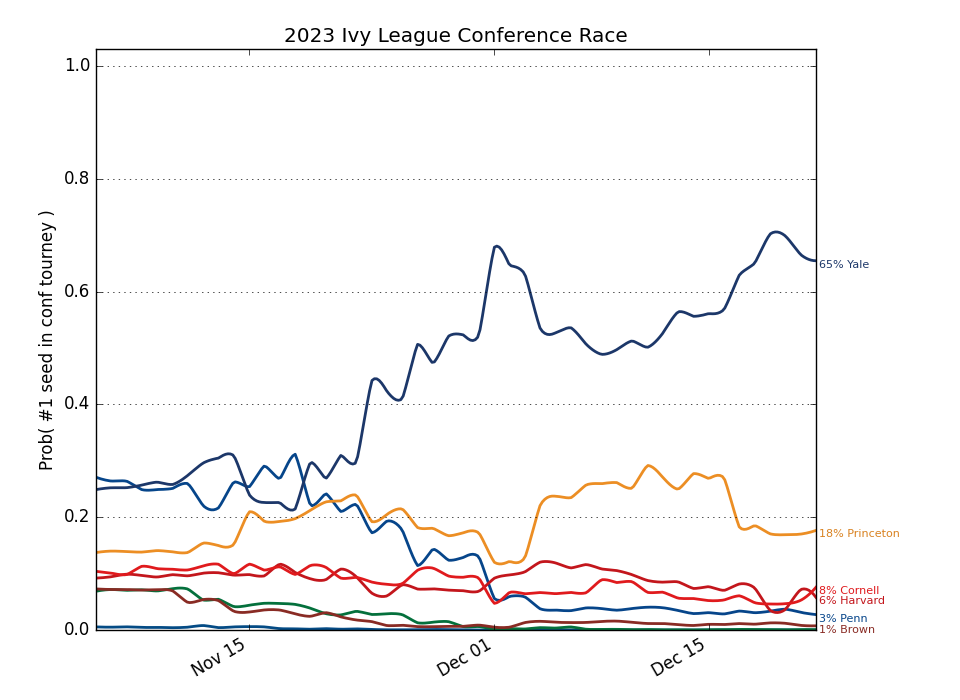 2023 Ivy League Conference Race
Prob( #1 seed in conf tourney )
1.0
0.8
0.6
0.4
0.2
0.0
Nov 15
Dec 01
Dec 15
65% Yale
18% Princeton
8% Cornell
6% Harvard
3% Penn
1% Brown